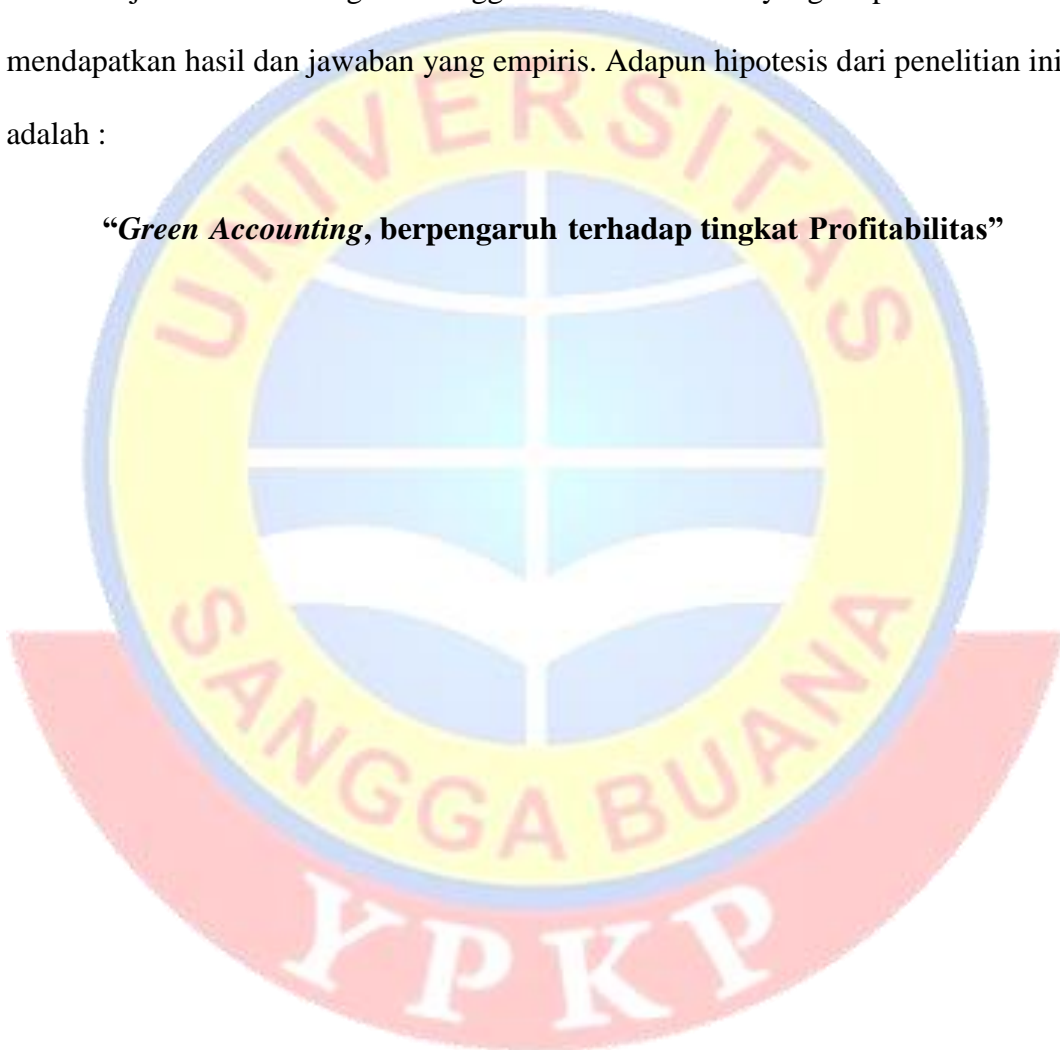 mendapatkan hasil dan jawaban yang empiris. Adapun hipotesis dari penelitian ini
adalah :
“Green Accounting, berpengaruh terhadap tingkat Profitabilitas”
UNIVERSITAS
SANGGA BUANA
YPKP